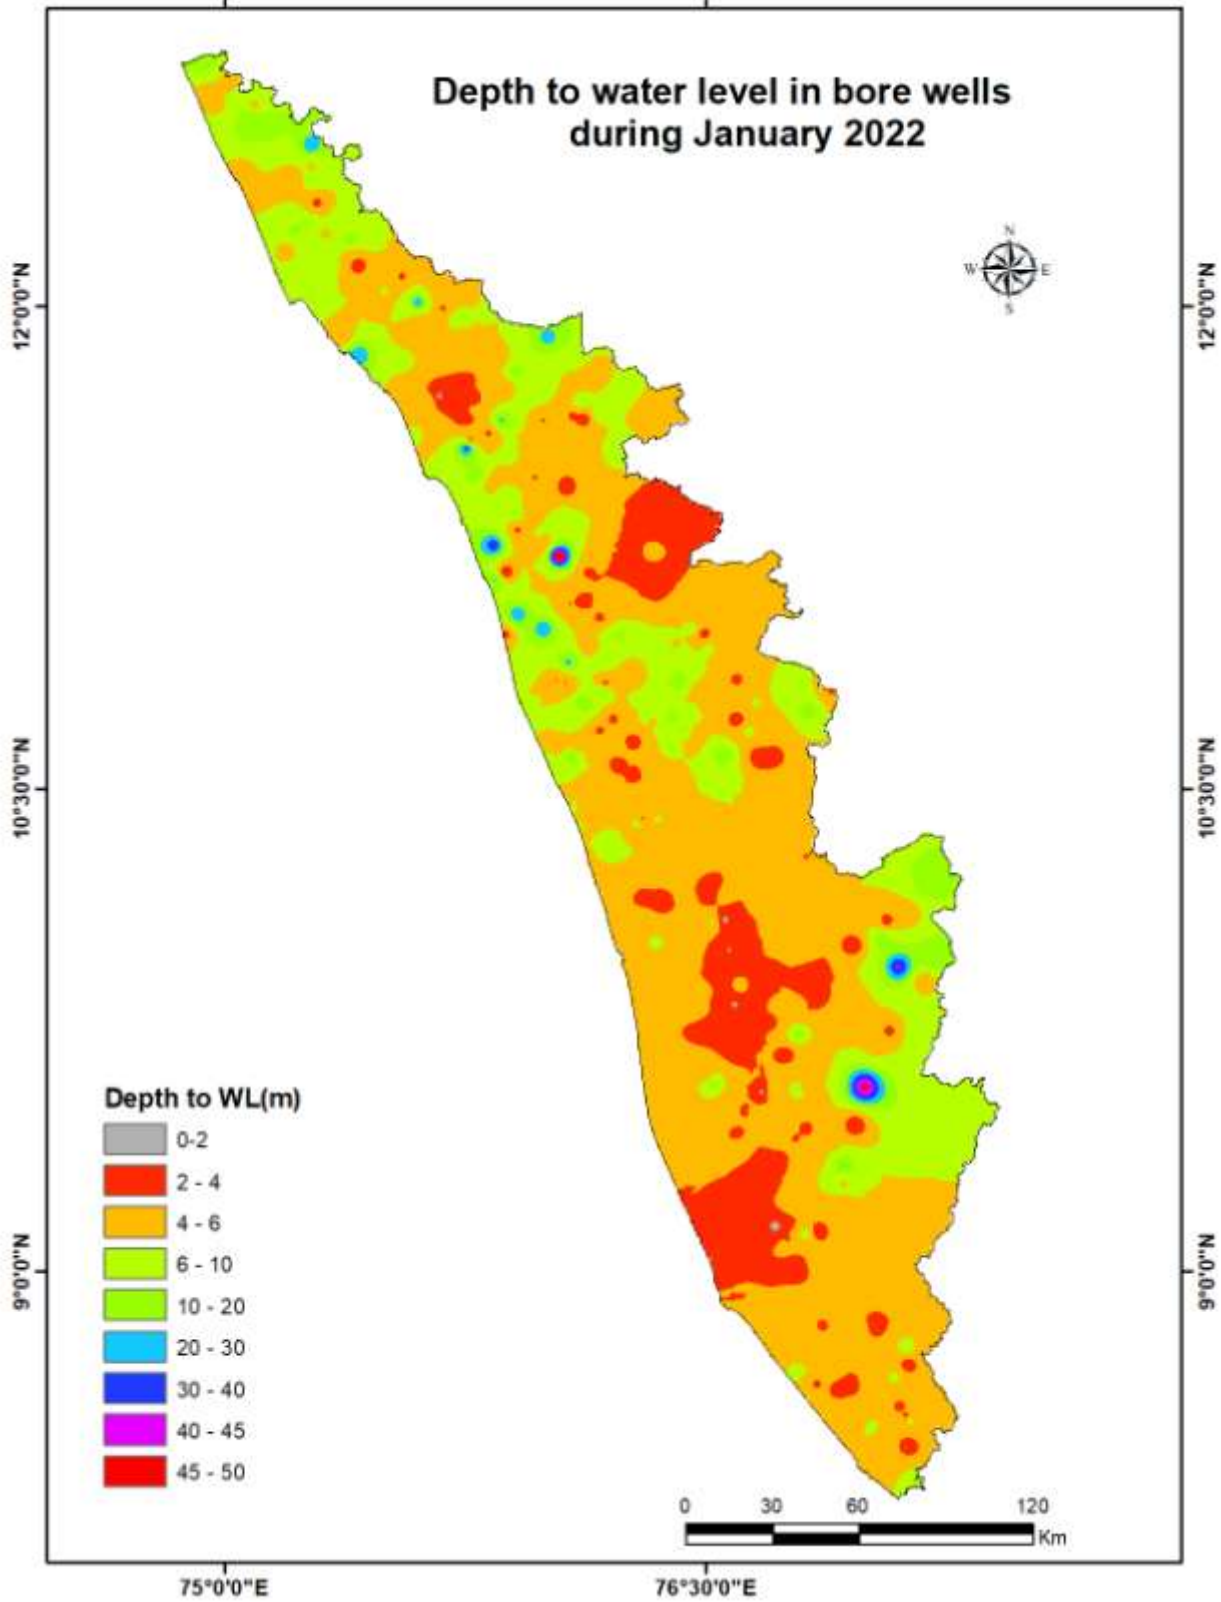 Depth to water level in bore wells
during January 2022
N
W E
S
12°0'0"N
12°0'0"N
10°30'0"N
10°30'0"N
9°0'0"N
9°0'0"N
Depth to WL(m)
0-2
2 - 4
4 - 6
6 - 10
10 - 20
20 - 30
30 - 40
40 - 45
45 - 50
0 30 60 120
Km
75°0'0"E 76°30'0"E